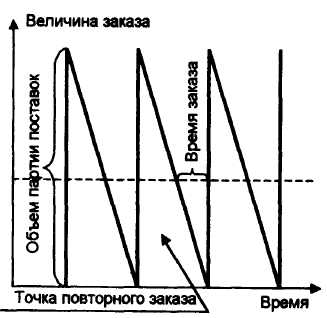 Величина заказа
Объем партии поставок
Время заказа
Точка повторного заказа
Время